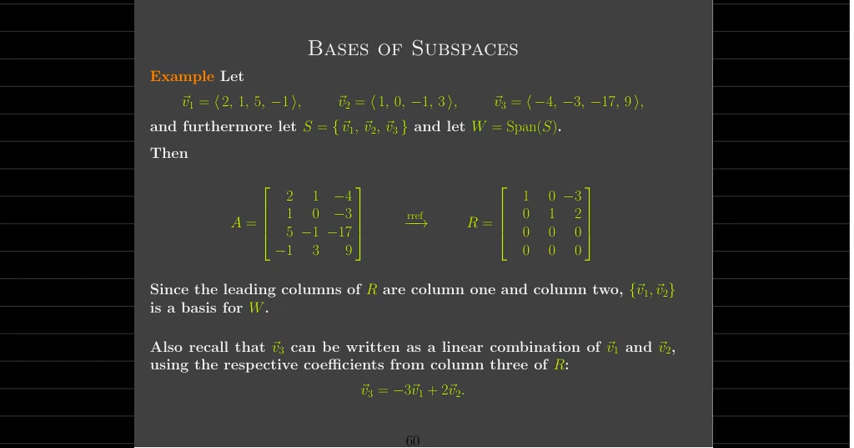 BASES OF SUBSPACES
Example Let
v⃗₁ = ⟨2, 1, 5, −1⟩, v⃗₂ = ⟨1, 0, −1, 3⟩, v⃗₃ = ⟨−4, −3, −17, 9⟩,
and furthermore let S = {v⃗₁, v⃗₂, v⃗₃} and let W = Span(S).
Then
A = [ 2 1 −4
1 0 −3
5 −1 −17
−1 3 9 ]
rref
⟶
R = [ 1 0 −3
0 1 2
0 0 0
0 0 0 ]
Since the leading columns of R are column one and column two, {v⃗₁, v⃗₂}
is a basis for W.
Also recall that v⃗₃ can be written as a linear combination of v⃗₁ and v⃗₂,
using the respective coefficients from column three of R:
v⃗₃ = −3v⃗₁ + 2v⃗₂.
60